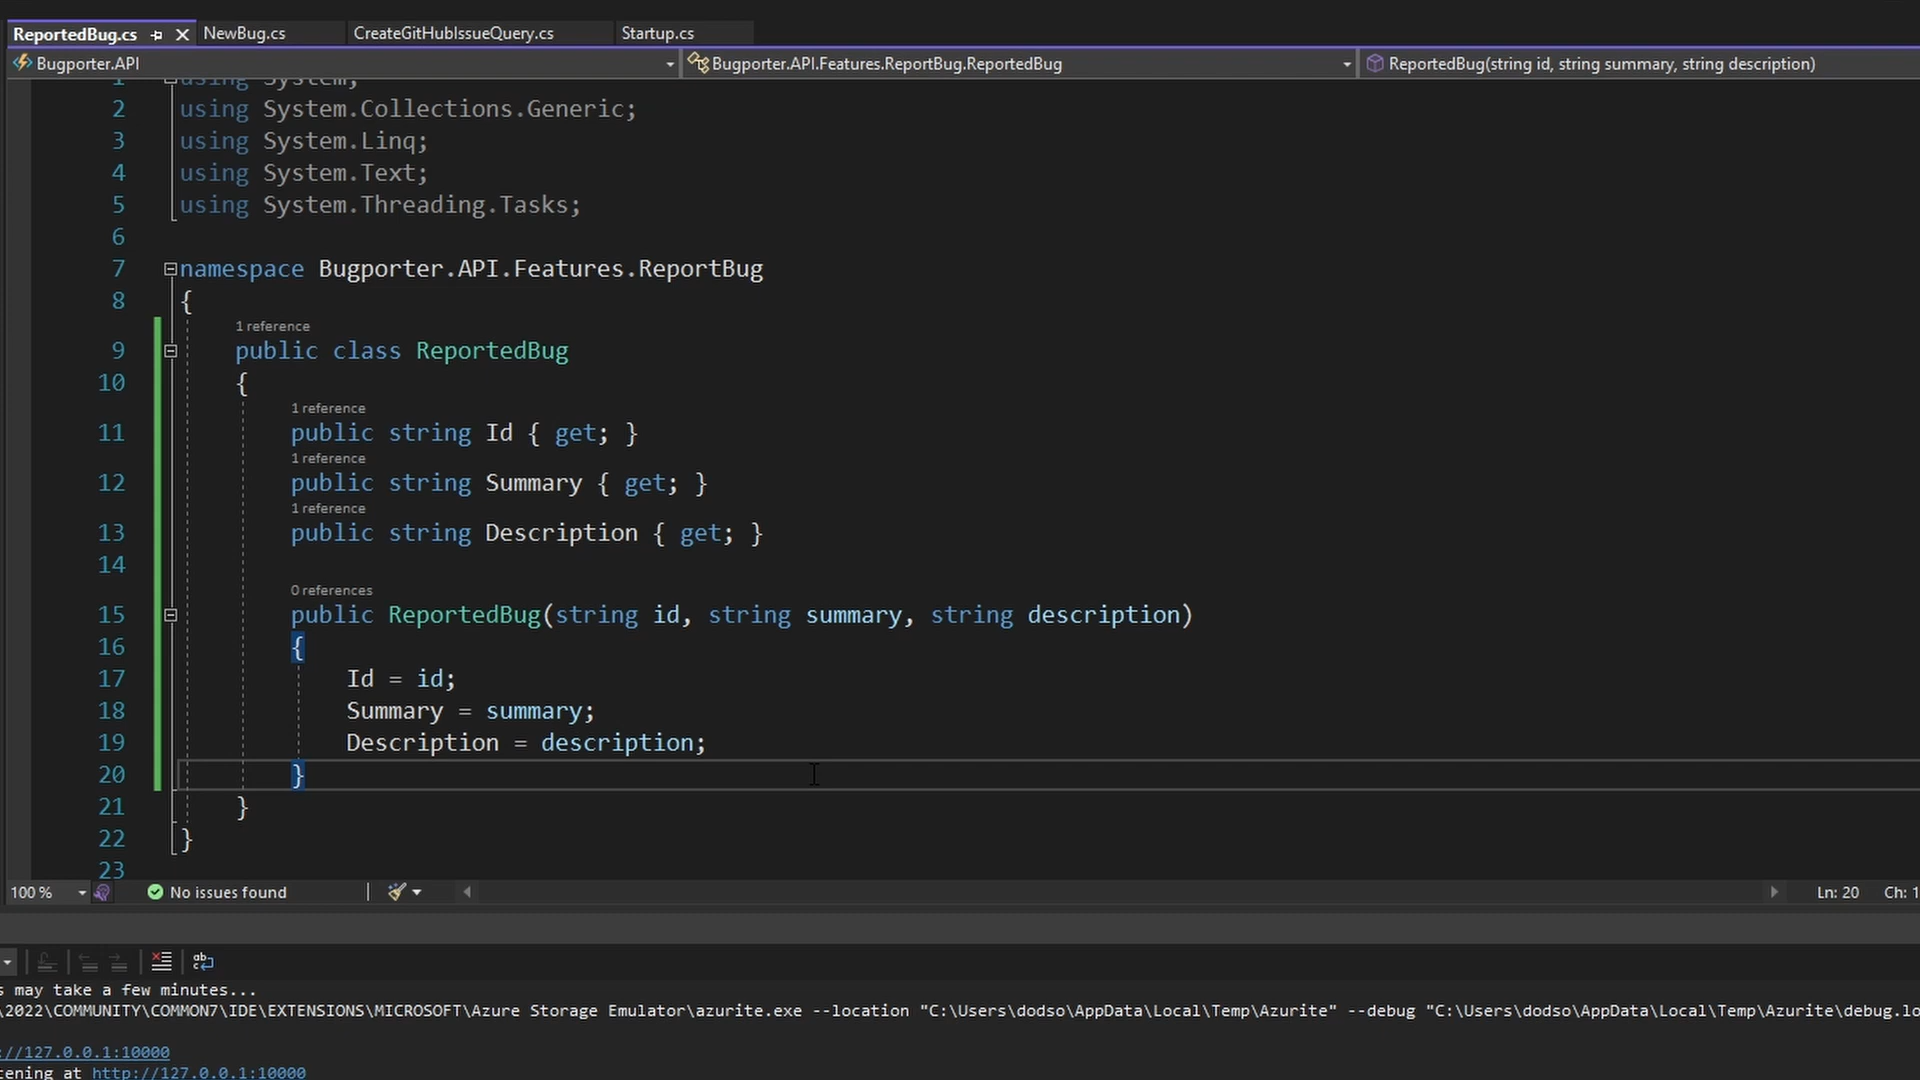 ReportedBug.cs NewBug.cs CreateGitHubIssueQuery.cs Startup.cs
Bugporter.API Bugporter.API.Features.ReportBug.ReportedBug ReportedBug(string id, string summary, string description)
1 using System;
2 using System.Collections.Generic;
3 using System.Linq;
4 using System.Text;
5 using System.Threading.Tasks;
6
7 namespace Bugporter.API.Features.ReportBug
8 {
1 reference
9 public class ReportedBug
10 {
1 reference
11 public string Id { get; }
1 reference
12 public string Summary { get; }
1 reference
13 public string Description { get; }
14
0 references
15 public ReportedBug(string id, string summary, string description)
16 {
17 Id = id;
18 Summary = summary;
19 Description = description;
20 }
21 }
22 }
23
100 % No issues found Ln: 20 Ch: 1
s may take a few minutes...
\2022\COMMUNITY\COMMON7\IDE\EXTENSIONS\MICROSOFT\Azure Storage Emulator\azurite.exe --location "C:\Users\dodso\AppData\Local\Temp\Azurite" --debug "C:\Users\dodso\AppData\Local\Temp\Azurite\debug.lo
://127.0.0.1:10000
tening at http://127.0.0.1:10000